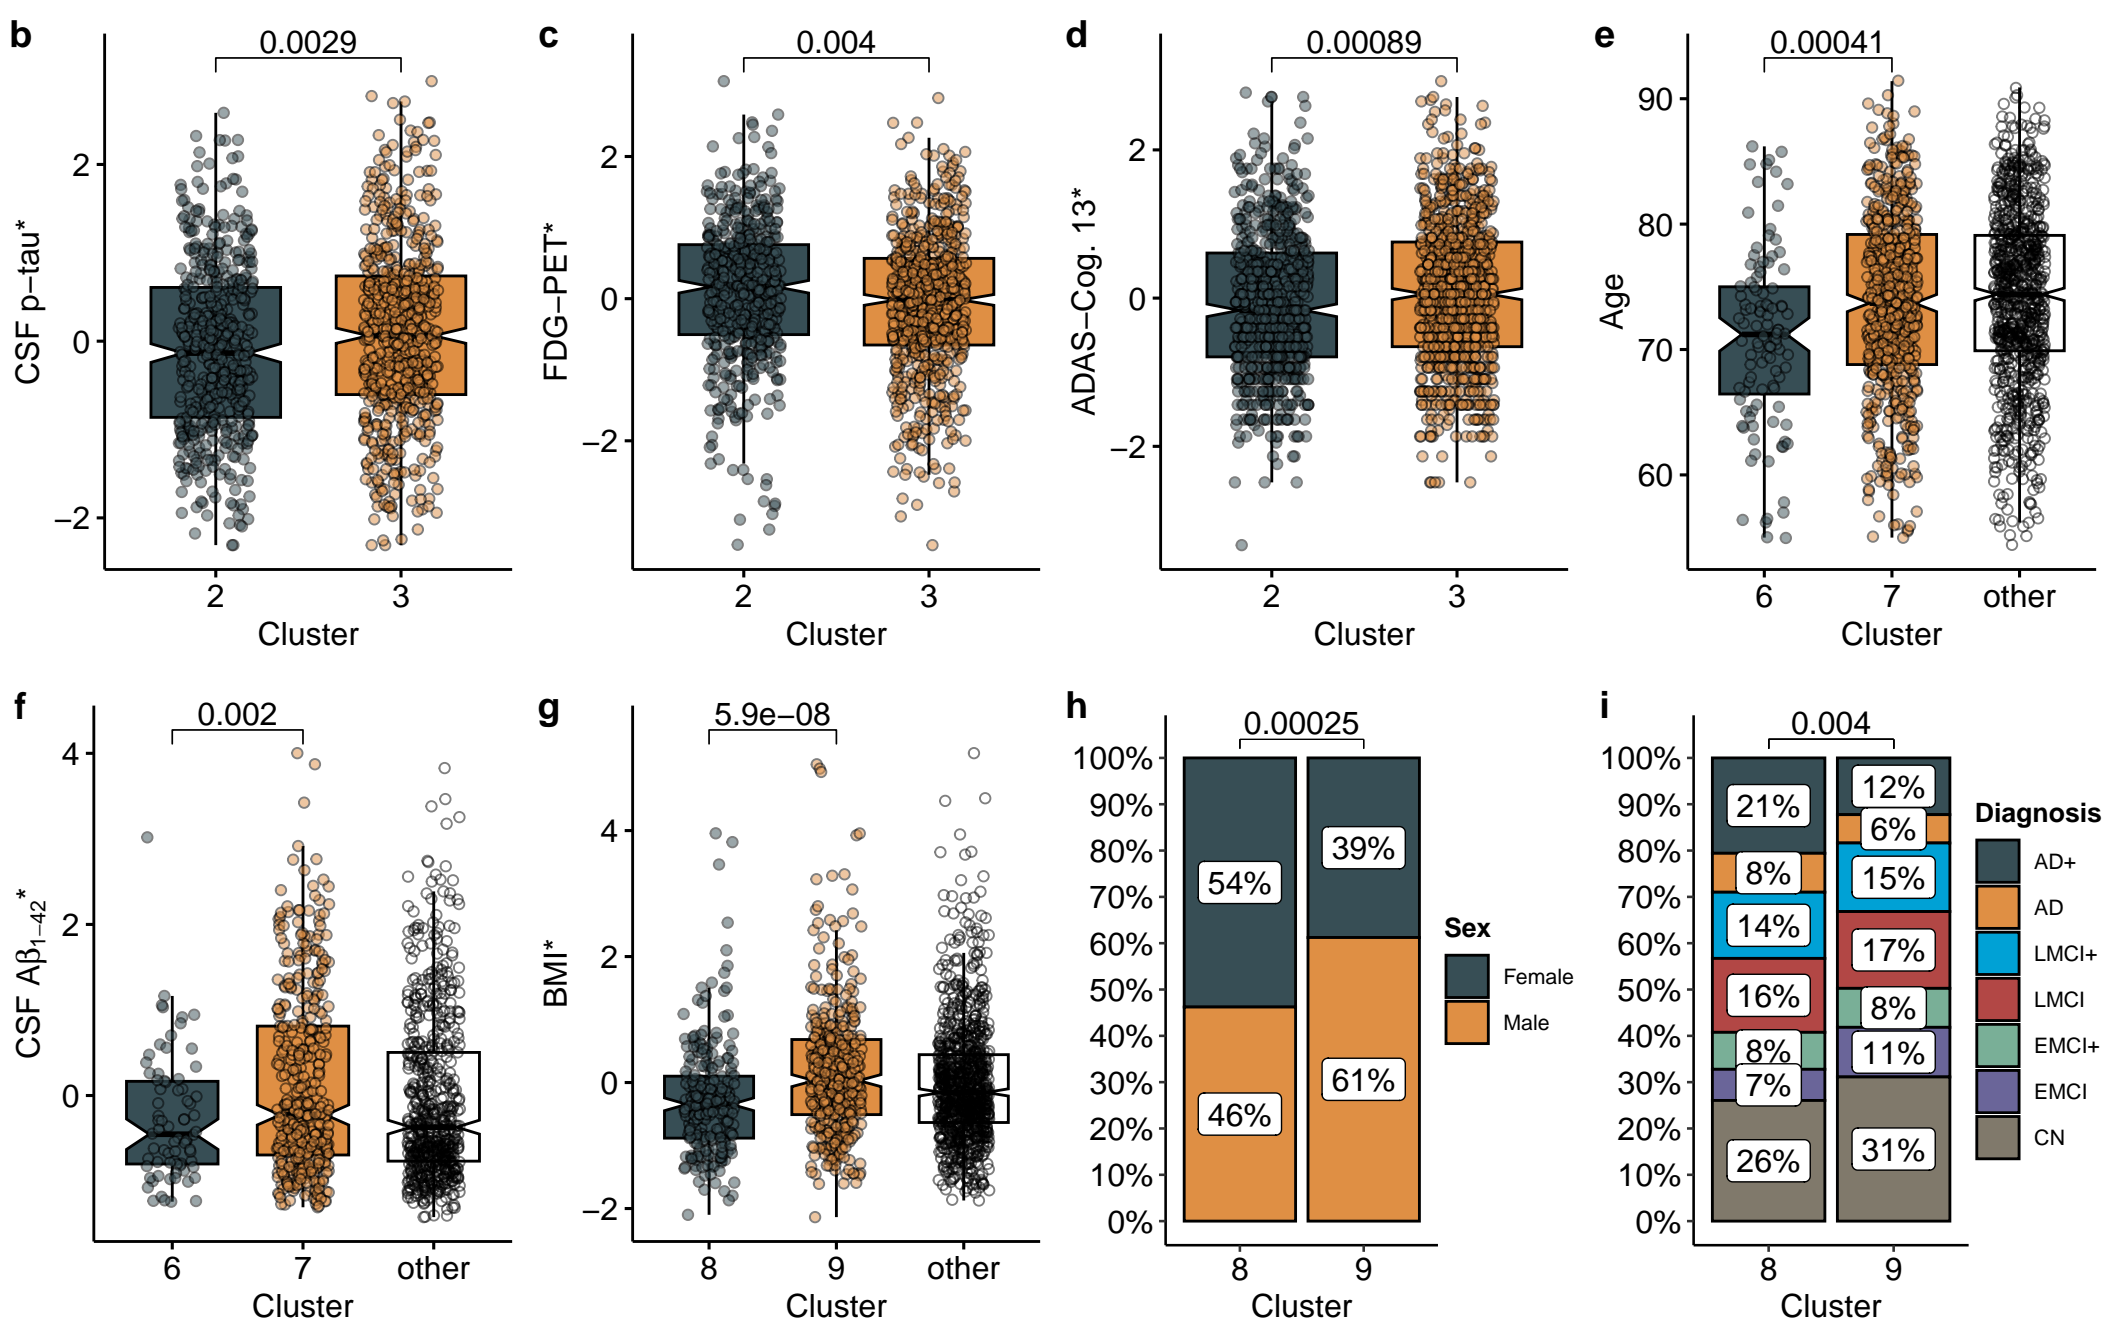 b
0.0029
CSF p−tau*
2
0
−2
2
3
Cluster
c
0.004
FDG−PET*
2
0
−2
2
3
Cluster
d
0.00089
ADAS−Cog. 13*
2
0
−2
2
3
Cluster
e
0.00041
Age
90
80
70
60
6
7
other
Cluster
f
0.002
CSF Aβ1−42*
4
2
0
6
7
other
Cluster
g
5.9e−08
BMI*
4
2
0
−2
8
9
other
Cluster
h
0.00025
100%
90%
80%
70%
60%
50%
40%
30%
20%
10%
0%
54%
46%
39%
61%
8
9
Cluster
Sex
Female
Male
i
0.004
100%
90%
80%
70%
60%
50%
40%
30%
20%
10%
0%
21%
8%
14%
16%
8%
7%
26%
12%
6%
15%
17%
8%
11%
31%
8
9
Cluster
Diagnosis
AD+
AD
LMCI+
LMCI
EMCI+
EMCI
CN